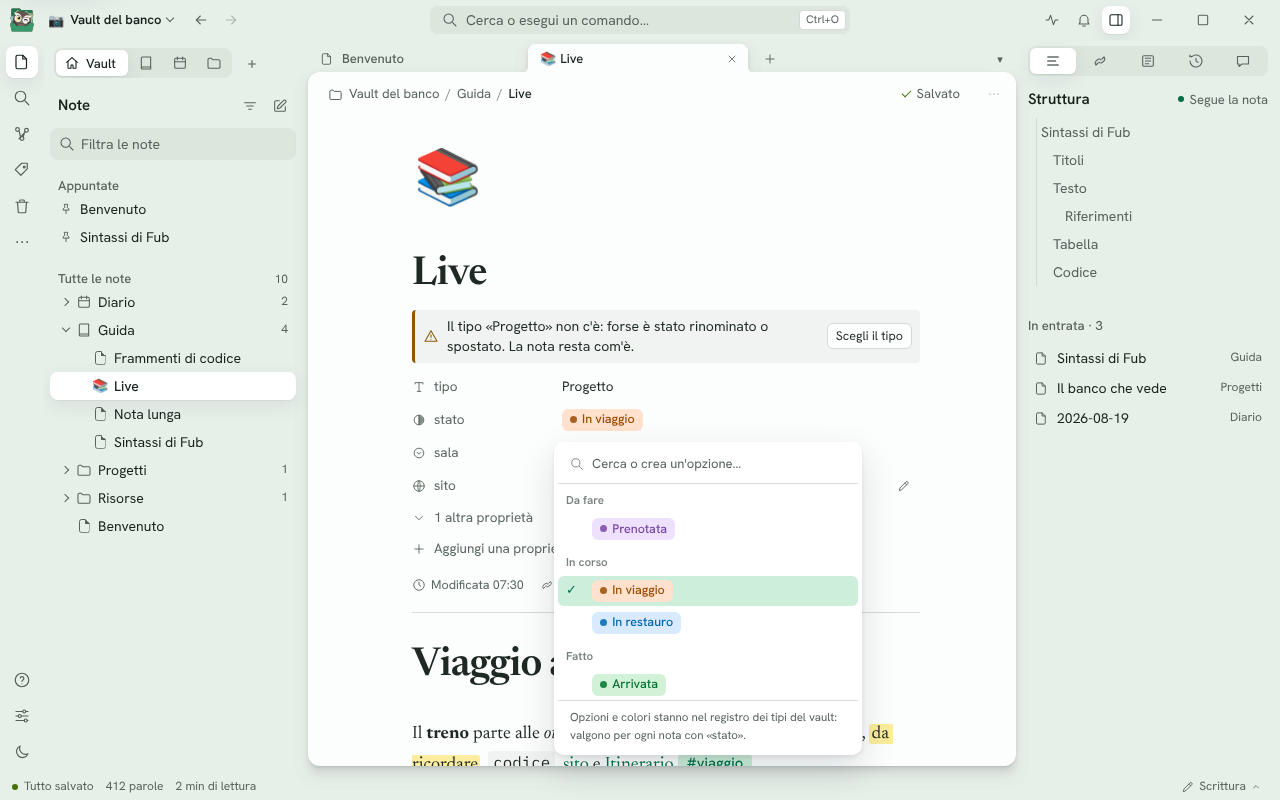 Vault del banco
Cerca o esegui un comando...
Ctrl+O
Vault
Note
Filtra le note
Appuntate
Benvenuto
Sintassi di Fub
Tutte le note 10
Diario 2
Guida 4
Frammenti di codice
Live
Nota lunga
Sintassi di Fub
Progetti 1
Risorse 1
Benvenuto
Benvenuto
Live
Vault del banco / Guida / Live
Salvato
Live
Il tipo «Progetto» non c'è: forse è stato rinominato o
spostato. La nota resta com'è.
Scegli il tipo
tipo Progetto
stato In viaggio
sala
sito
1 altra proprietà
Aggiungi una proprie
Modificata 07:30
Cerca o crea un'opzione...
Da fare
Prenotata
In corso
✓ In viaggio
In restauro
Fatto
Arrivata
Opzioni e colori stanno nel registro dei tipi del vault:
valgono per ogni nota con «stato».
Viaggio
Il treno parte alle , da
ricordato codice sito e Itinerario #viaggio
Struttura
Segue la nota
Sintassi di Fub
Titoli
Testo
Riferimenti
Tabella
Codice
In entrata · 3
Sintassi di Fub Guida
Il banco che vede Progetti
2026-08-19 Diario
Tutto salvato 412 parole 2 min di lettura
Scrittura